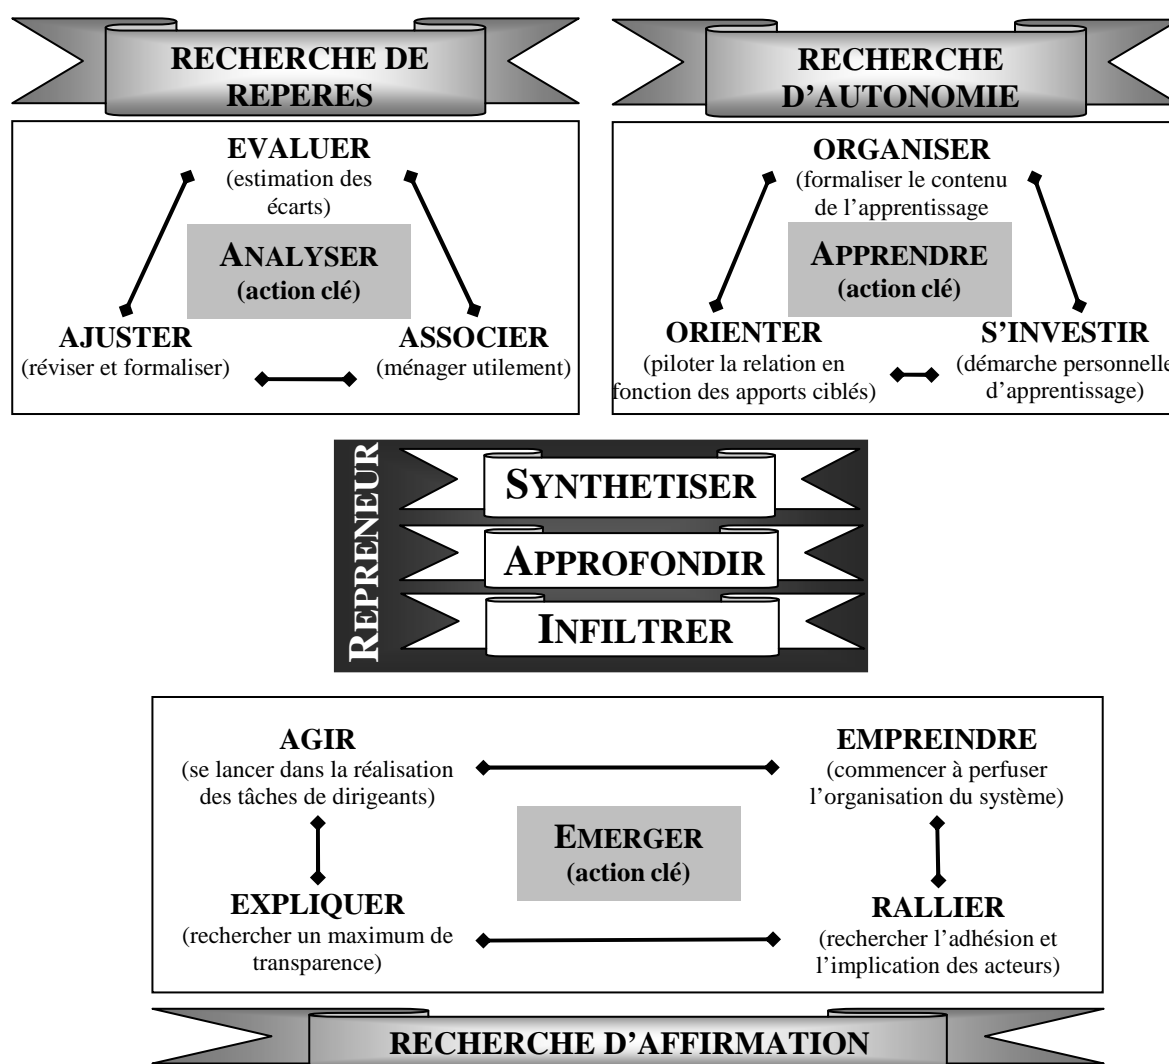 RECHERCHE DE
REPERES
EVALUER
(estimation des
écarts)
ANALYSER
(action clé)
AJUSTER
(réviser et formaliser)
ASSOCIER
(ménager utilement)
RECHERCHE
D'AUTONOMIE
ORGANISER
(formaliser le contenu
de l'apprentissage
APPRENDRE
(action clé)
ORIENTER
(piloter la relation en
fonction des apports ciblés)
S'INVESTIR
(démarche personnelle
d'apprentissage)
REPRENEUR
SYNTHETISER
APPROFONDIR
INFILTRER
AGIR
(se lancer dans la réalisation
des tâches de dirigeants)
EMPREINDRE
(commencer à perfuser
l'organisation du système)
EMERGER
(action clé)
EXPLIQUER
(rechercher un maximum de
transparence)
RALLIER
(rechercher l'adhésion et
l'implication des acteurs)
RECHERCHE D'AFFIRMATION